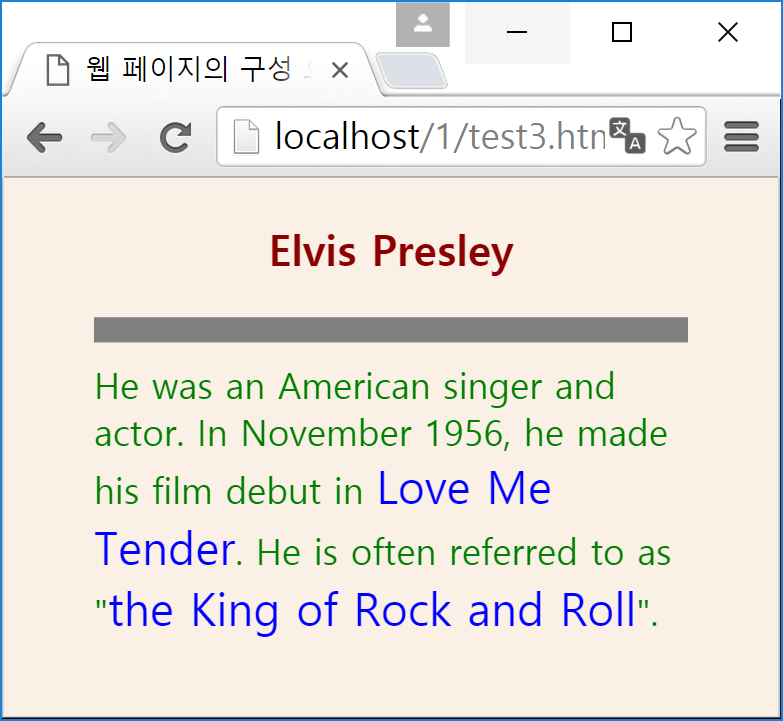 웹 페이지의 구성
localhost/1/test3.htm
Elvis Presley
He was an American singer and
actor. In November 1956, he made
his film debut in Love Me
Tender. He is often referred to as
"the King of Rock and Roll".